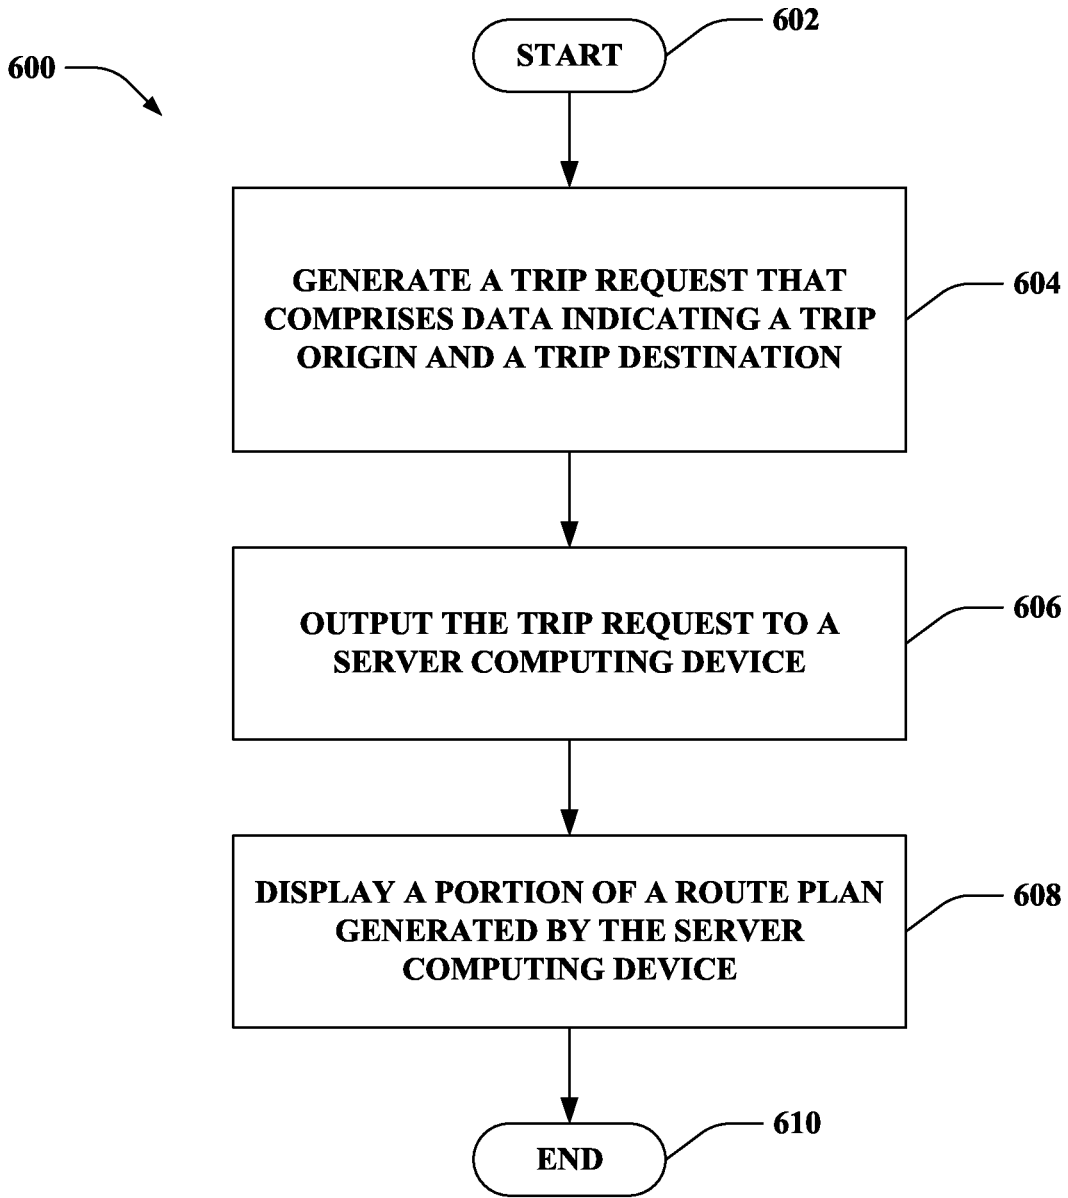 602
START
600
604
GENERATE A TRIP REQUEST THAT
COMPRISES DATA INDICATING A TRIP
ORIGIN AND A TRIP DESTINATION
606
OUTPUT THE TRIP REQUEST TO A
SERVER COMPUTING DEVICE
608
DISPLAY A PORTION OF A ROUTE PLAN
GENERATED BY THE SERVER
COMPUTING DEVICE
610
END